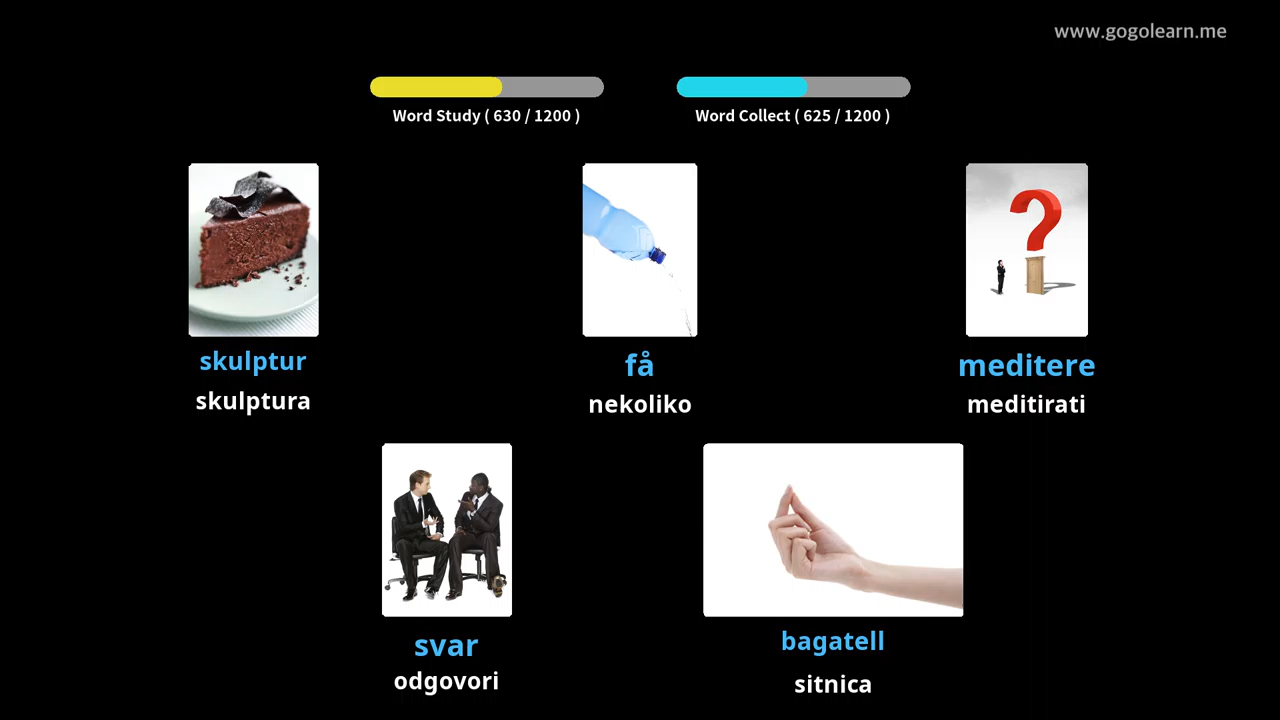 www.gogolearn.me
Word Study ( 630 / 1200 )
Word Collect ( 625 / 1200 )
skulptur
skulptura
få
nekoliko
meditere
meditirati
svar
odgovori
bagatell
sitnica